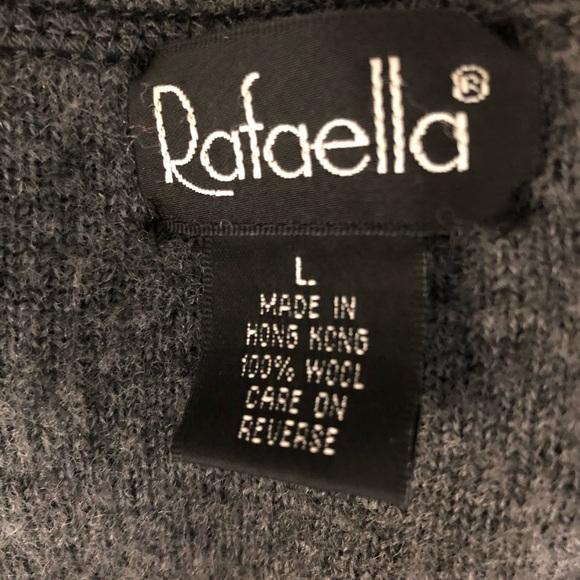 Rafaella®
L.
MADE IN
HONG KONG
100% WOOL
CARE ON
REVERSE